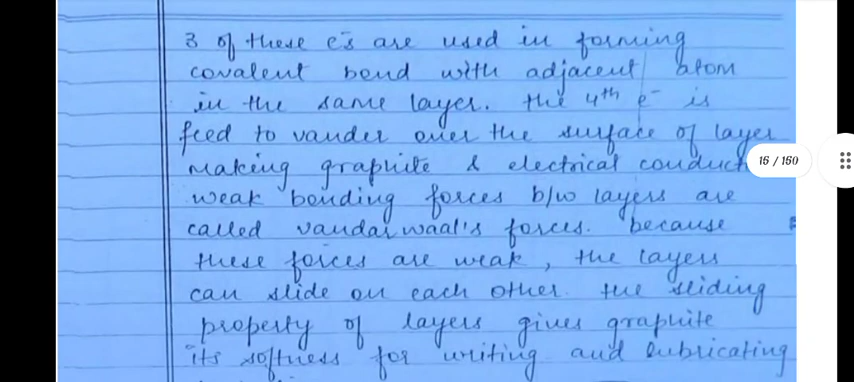 3 of these e's are used in forming
covalent bond with adjacent atom
in the same layer. the 4th e⁻ is
feed to vander over the surface of layer
making graphite & electrical conduct
16 / 150
weak bonding forces b/w layers are
called vandarwaal's forces. because
these forces are weak, the layers
can slide on each other. the sliding
property of layers gives graphite
its softness for writing and lubricating